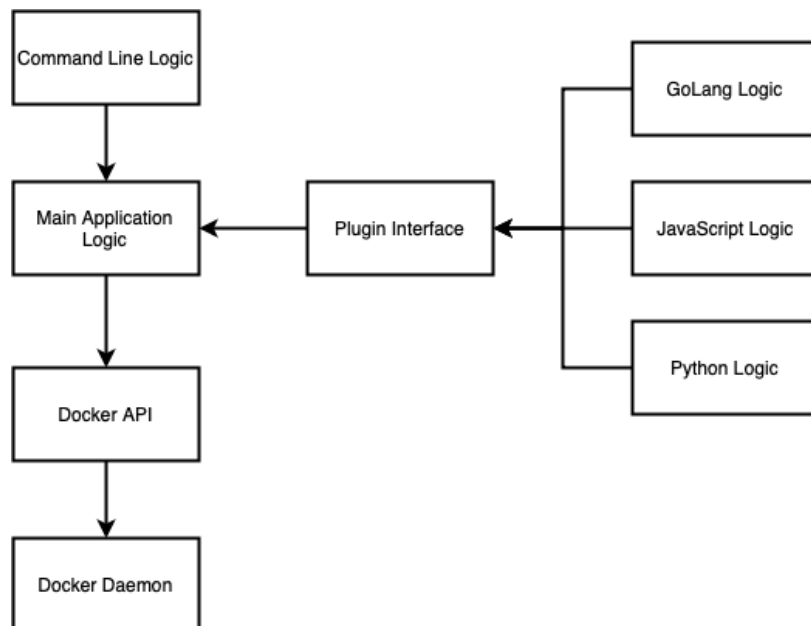 Command Line Logic
GoLang Logic
Main Application
Logic
Plugin Interface
JavaScript Logic
Python Logic
Docker API
Docker Daemon